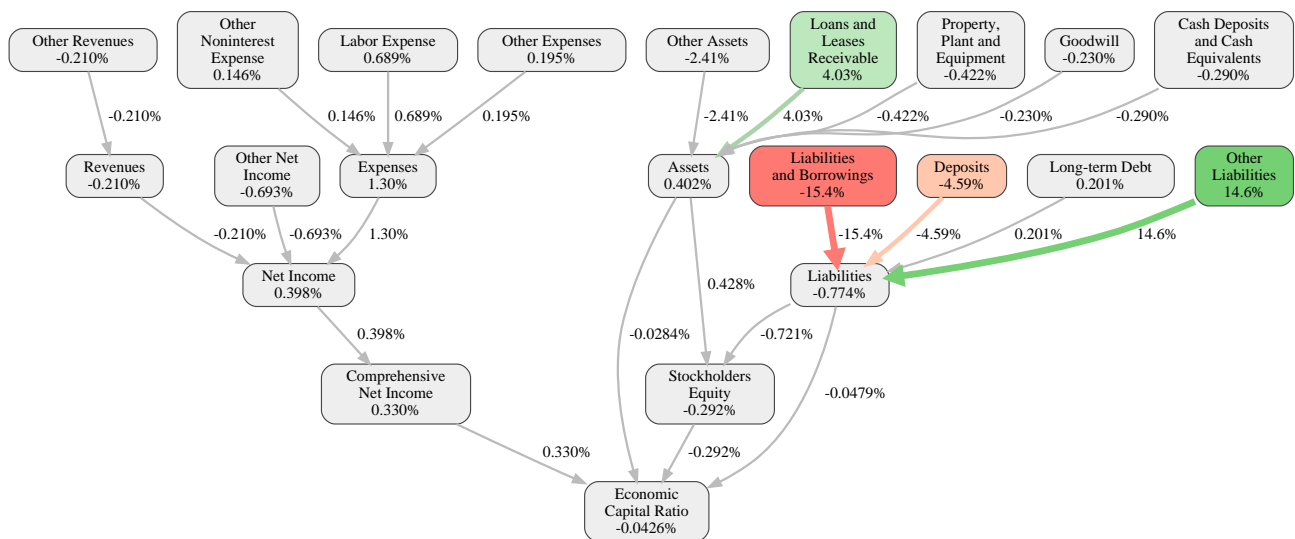 Other Revenues
-0.210%
Other
Noninterest
Expense
0.146%
Labor Expense
0.689%
Other Expenses
0.195%
Other Assets
-2.41%
Loans and
Leases
Receivable
4.03%
Property,
Plant and
Equipment
-0.422%
Goodwill
-0.230%
Cash Deposits
and Cash
Equivalents
-0.290%
-0.210%
0.146%
0.689%
0.195%
-2.41%
4.03%
-0.422%
-0.230%
-0.290%
Revenues
-0.210%
Other Net
Income
-0.693%
Expenses
1.30%
Assets
0.402%
Liabilities
and Borrowings
-15.4%
Deposits
-4.59%
Long-term Debt
0.201%
Other
Liabilities
14.6%
-0.210%
-0.693%
1.30%
-15.4%
-4.59%
0.201%
14.6%
Net Income
0.398%
0.428%
Liabilities
-0.774%
0.398%
-0.0284%
-0.721%
Comprehensive
Net Income
0.330%
Stockholders
Equity
-0.292%
-0.0479%
0.330%
-0.292%
Economic
Capital Ratio
-0.0426%